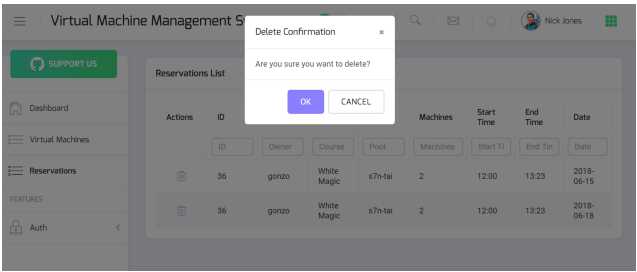 Virtual Machine Management S
Nick Jones
Delete Confirmation ×
Are you sure you want to delete?
OK CANCEL
SUPPORT US
Dashboard
Virtual Machines
Reservations
FEATURES
Auth
Reservations List
Actions ID Machines Start Time End Time Date
ID Owner Course Pool Machines Start Ti End Tin Date
36 gonzo White Magic s7n-tai 2 12:00 13:23 2018-06-15
36 gonzo White Magic s7n-tai 2 12:00 13:23 2018-06-18